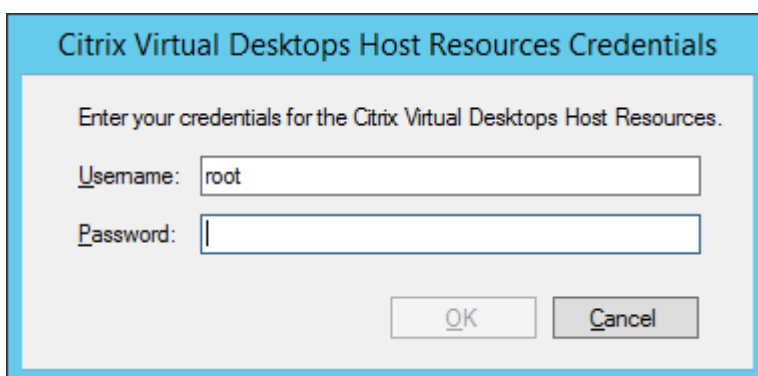 Citrix Virtual Desktops Host Resources Credentials
Enter your credentials for the Citrix Virtual Desktops Host Resources.
Username: root
Password:
OK Cancel